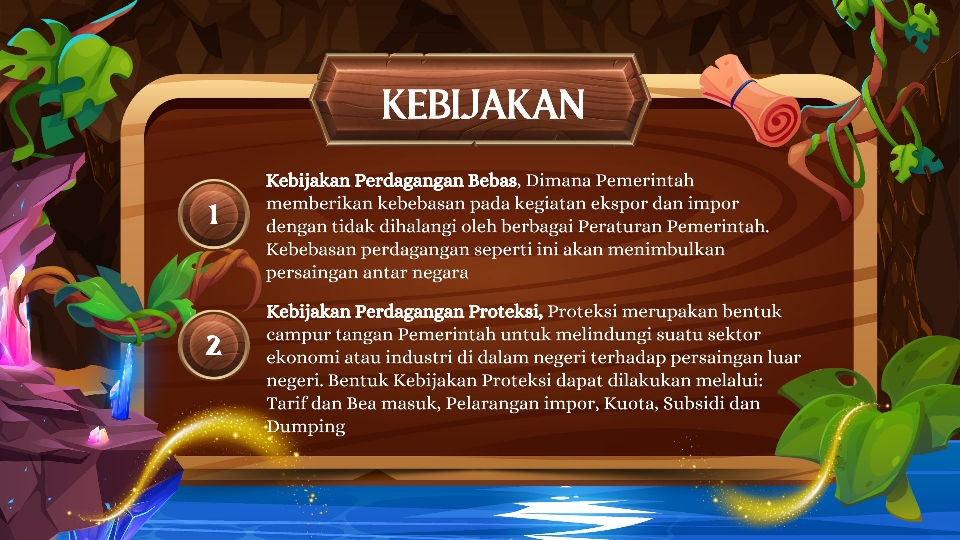 KEBIJAKAN
1
Kebijakan Perdagangan Bebas, Dimana Pemerintah
memberikan kebebasan pada kegiatan ekspor dan impor
dengan tidak dihalangi oleh berbagai Peraturan Pemerintah.
Kebebasan perdagangan seperti ini akan menimbulkan
persaingan antar negara
2
Kebijakan Perdagangan Proteksi, Proteksi merupakan bentuk
campur tangan Pemerintah untuk melindungi suatu sektor
ekonomi atau industri di dalam negeri terhadap persaingan luar
negeri. Bentuk Kebijakan Proteksi dapat dilakukan melalui:
Tarif dan Bea masuk, Pelarangan impor, Kuota, Subsidi dan
Dumping